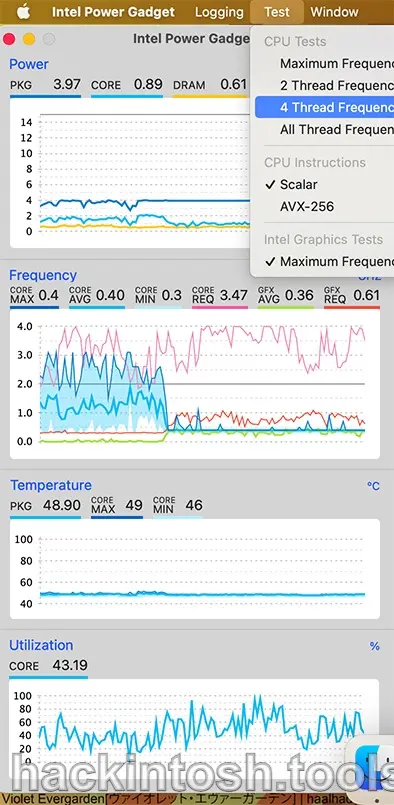 Intel Power Gadget Logging Test Window
Intel Power Gadge
CPU Tests
Maximum Frequenc
2 Thread Frequenc
4 Thread Frequenc
All Thread Frequen
CPU Instructions
✓ Scalar
AVX-256
Intel Graphics Tests
✓ Maximum Frequenc
Power
PKG 3.97 CORE 0.89 DRAM 0.61
14
12
10
8
6
4
2
0
Frequency GHz
CORE MAX 0.4 CORE AVG 0.40 CORE MIN 0.3 CORE REQ 3.47 GFX AVG 0.36 GFX REQ 0.61
4.0
3.0
2.0
1.0
0.0
Temperature °C
PKG 48.90 CORE MAX 49 CORE MIN 46
100
80
60
40
Utilization %
CORE 43.19
100
80
60
40
20
0
hackintosh.tools
Violet Evergarden[ヴァイオレット・エヴァーガーデン] | haalhac